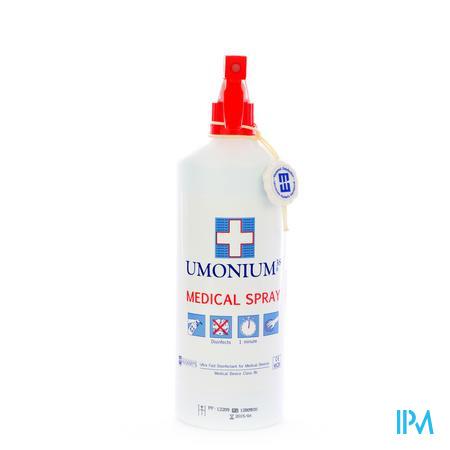 UMONIUM38
MEDICAL SPRAY
Disinfects 1 minute
Ultra Fast Disinfectant for Medical Devices
Medical Device Class IIb
IPM